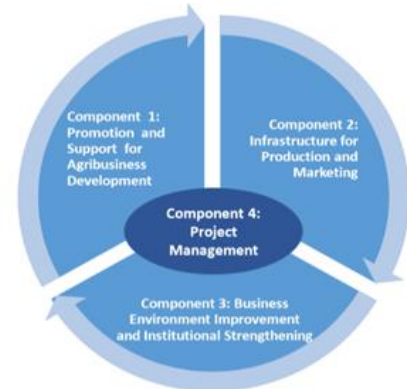 Component 1:
Promotion and
Support for
Agribusiness
Development
Component 2:
Infrastructure for
Production and
Marketing
Component 4:
Project
Management
Component 3: Business
Environment Improvement
and Institutional Strengthening